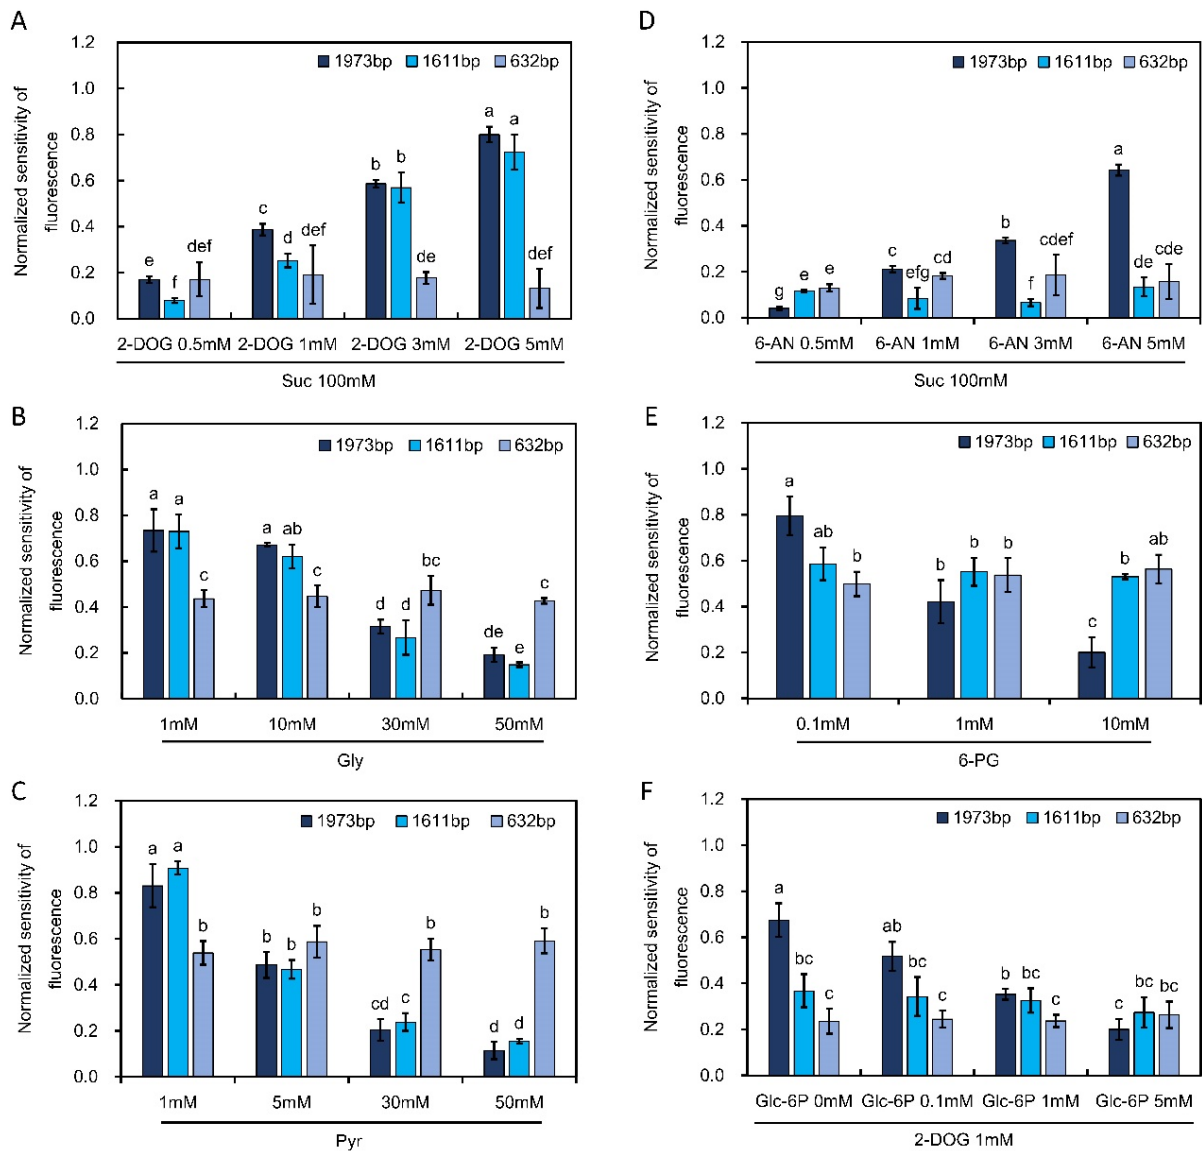 A
Normalized sensitivity of
fluorescence
1.2
1.0
0.8
0.6
0.4
0.2
0.0
1973bp 1611bp 632bp
e f def
c d def
b b de
a a def
2-DOG 0.5mM 2-DOG 1mM 2-DOG 3mM 2-DOG 5mM
Suc 100mM
B
Normalized sensitivity of
fluorescence
1.2
1.0
0.8
0.6
0.4
0.2
0.0
1973bp 1611bp 632bp
a a c
a ab c
d d bc
de e c
1mM 10mM 30mM 50mM
Gly
C
Normalized sensitivity of
fluorescence
1.2
1.0
0.8
0.6
0.4
0.2
0.0
1973bp 1611bp 632bp
a a b
b b b
cd c b
d d b
1mM 5mM 30mM 50mM
Pyr
D
Normalized sensitivity of
fluorescence
1.2
1.0
0.8
0.6
0.4
0.2
0.0
1973bp 1611bp 632bp
g e e
c efg cd
b f cdef
a de cde
6-AN 0.5mM 6-AN 1mM 6-AN 3mM 6-AN 5mM
Suc 100mM
E
Normalized sensitivity of
fluorescence
1.2
1.0
0.8
0.6
0.4
0.2
0.0
1973bp 1611bp 632bp
a ab b
b b b
c b ab
0.1mM 1mM 10mM
6-PG
F
Normalized sensitivity of
fluorescence
1.2
1.0
0.8
0.6
0.4
0.2
0.0
1973bp 1611bp 632bp
a bc c
ab bc c
b bc c
c bc bc
Glc-6P 0mM Glc-6P 0.1mM Glc-6P 1mM Glc-6P 5mM
2-DOG 1mM